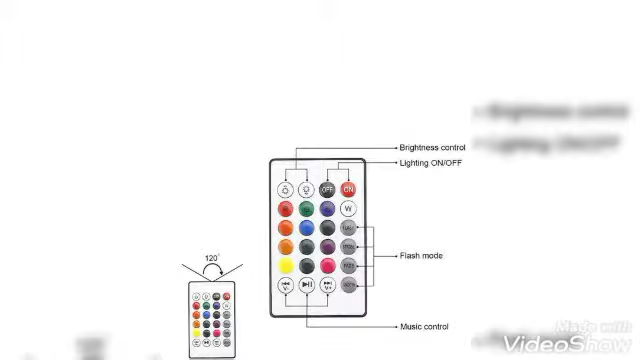 Brightness control
Lighting ON/OFF
OFF
ON
W
120°
Flash mode
V-
V+
Music control
Made with
VideoShow